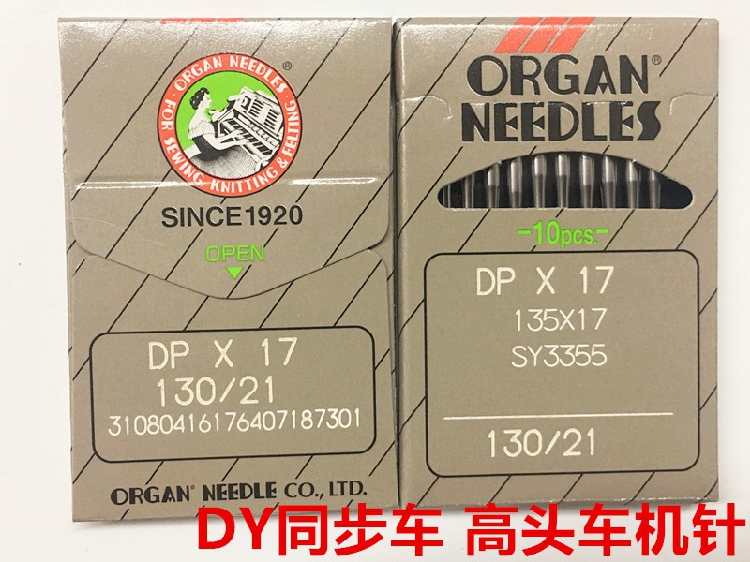 ORGAN NEEDLES
FOR SEWING KNITTING & FELTING
®
SINCE1920
OPEN
DP X 17
130/21
31080416176407187301
ORGAN® NEEDLE CO., LTD.
ORGAN®
NEEDLES
-10pcs-
DP X 17
135X17
SY3355
130/21
DY同步车 高头车机针